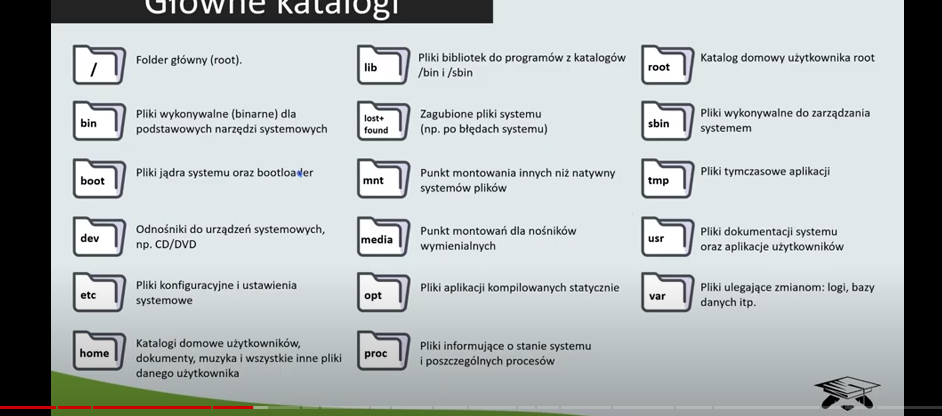 Główne katalogi
/
Folder główny (root).
bin
Pliki wykonywalne (binarne) dla
podstawowych narzędzi systemowych
boot
Pliki jądra systemu oraz bootloader
dev
Odnośniki do urządzeń systemowych,
np. CD/DVD
etc
Pliki konfiguracyjne i ustawienia
systemowe
home
Katalogi domowe użytkowników,
dokumenty, muzyka i wszystkie inne pliki
danego użytkownika
lib
Pliki bibliotek do programów z katalogów
/bin i /sbin
lost+
found
Zagubione pliki systemu
(np. po błędach systemu)
mnt
Punkt montowania innych niż natywny
systemów plików
media
Punkt montowań dla nośników
wymienialnych
opt
Pliki aplikacji kompilowanych statycznie
proc
Pliki informujące o stanie systemu
i poszczególnych procesów
root
Katalog domowy użytkownika root
sbin
Pliki wykonywalne do zarządzania
systemem
tmp
Pliki tymczasowe aplikacji
usr
Pliki dokumentacji systemu
oraz aplikacje użytkowników
var
Pliki ulegające zmianom: logi, bazy
danych itp.